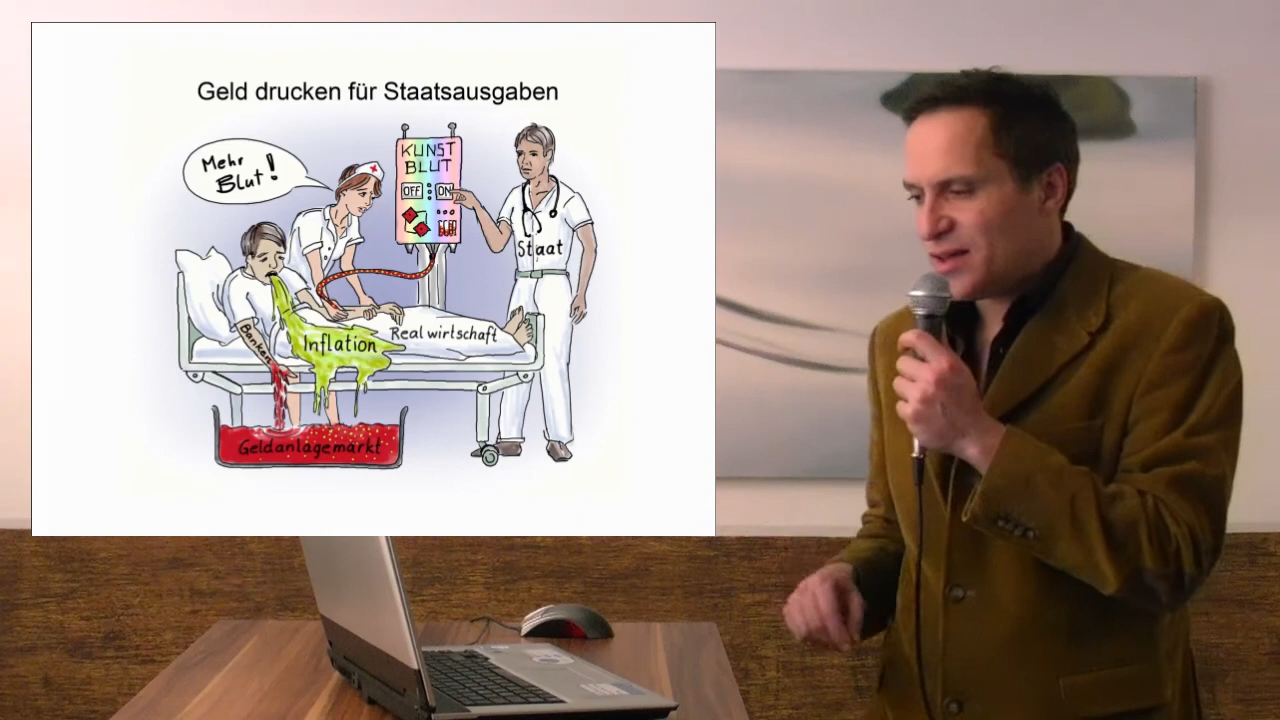 Geld drucken für Staatsausgaben
Mehr
Blut!
KUNST
BLUT
OFF
ON
Staat
Banken
Inflation
Realwirtschaft
Geldanlagemarkt